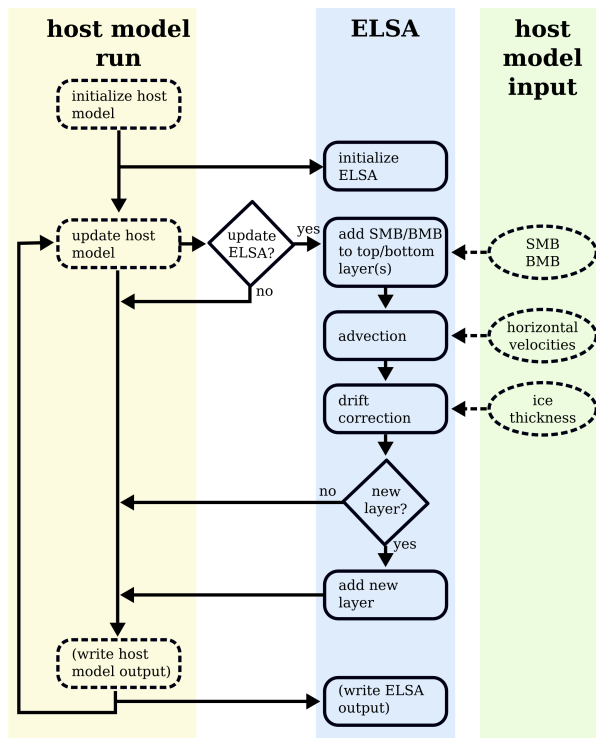 host model
run
ELSA
host
model
input
initialize host
model
initialize
ELSA
update host
model
update
ELSA?
yes
no
add SMB/BMB
to top/bottom
layer(s)
SMB
BMB
advection
horizontal
velocities
drift
correction
ice
thickness
no
new
layer?
yes
add new
layer
(write host
model output)
(write ELSA
output)